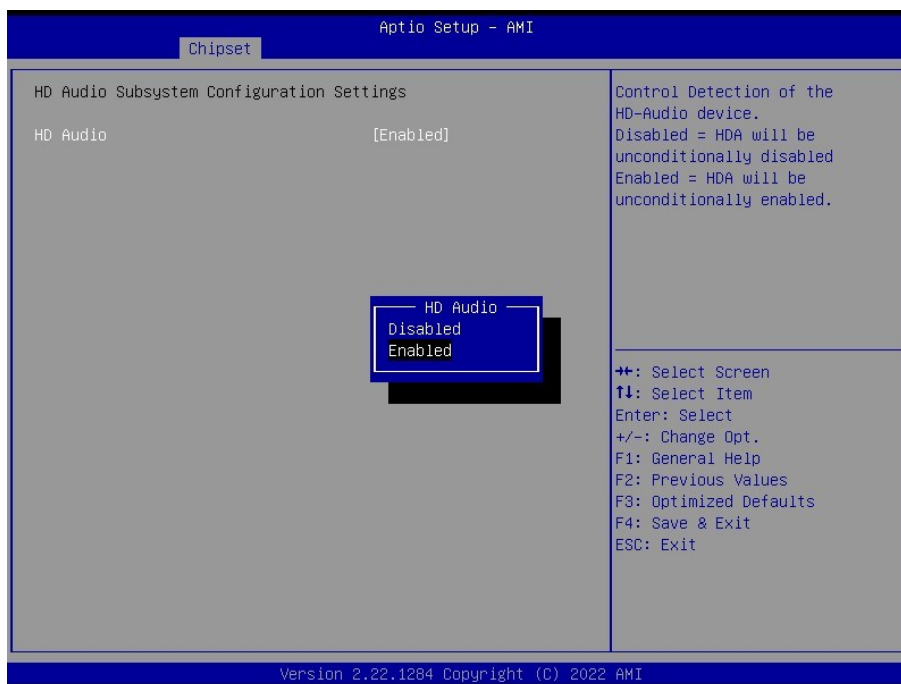 Aptio Setup – AMI
Chipset
HD Audio Subsystem Configuration Settings
HD Audio [Enabled]
Control Detection of the
HD-Audio device.
Disabled = HDA will be
unconditionally disabled
Enabled = HDA will be
unconditionally enabled.
HD Audio
Disabled
Enabled
→←: Select Screen
↑↓: Select Item
Enter: Select
+/-: Change Opt.
F1: General Help
F2: Previous Values
F3: Optimized Defaults
F4: Save & Exit
ESC: Exit
Version 2.22.1284 Copyright (C) 2022 AMI